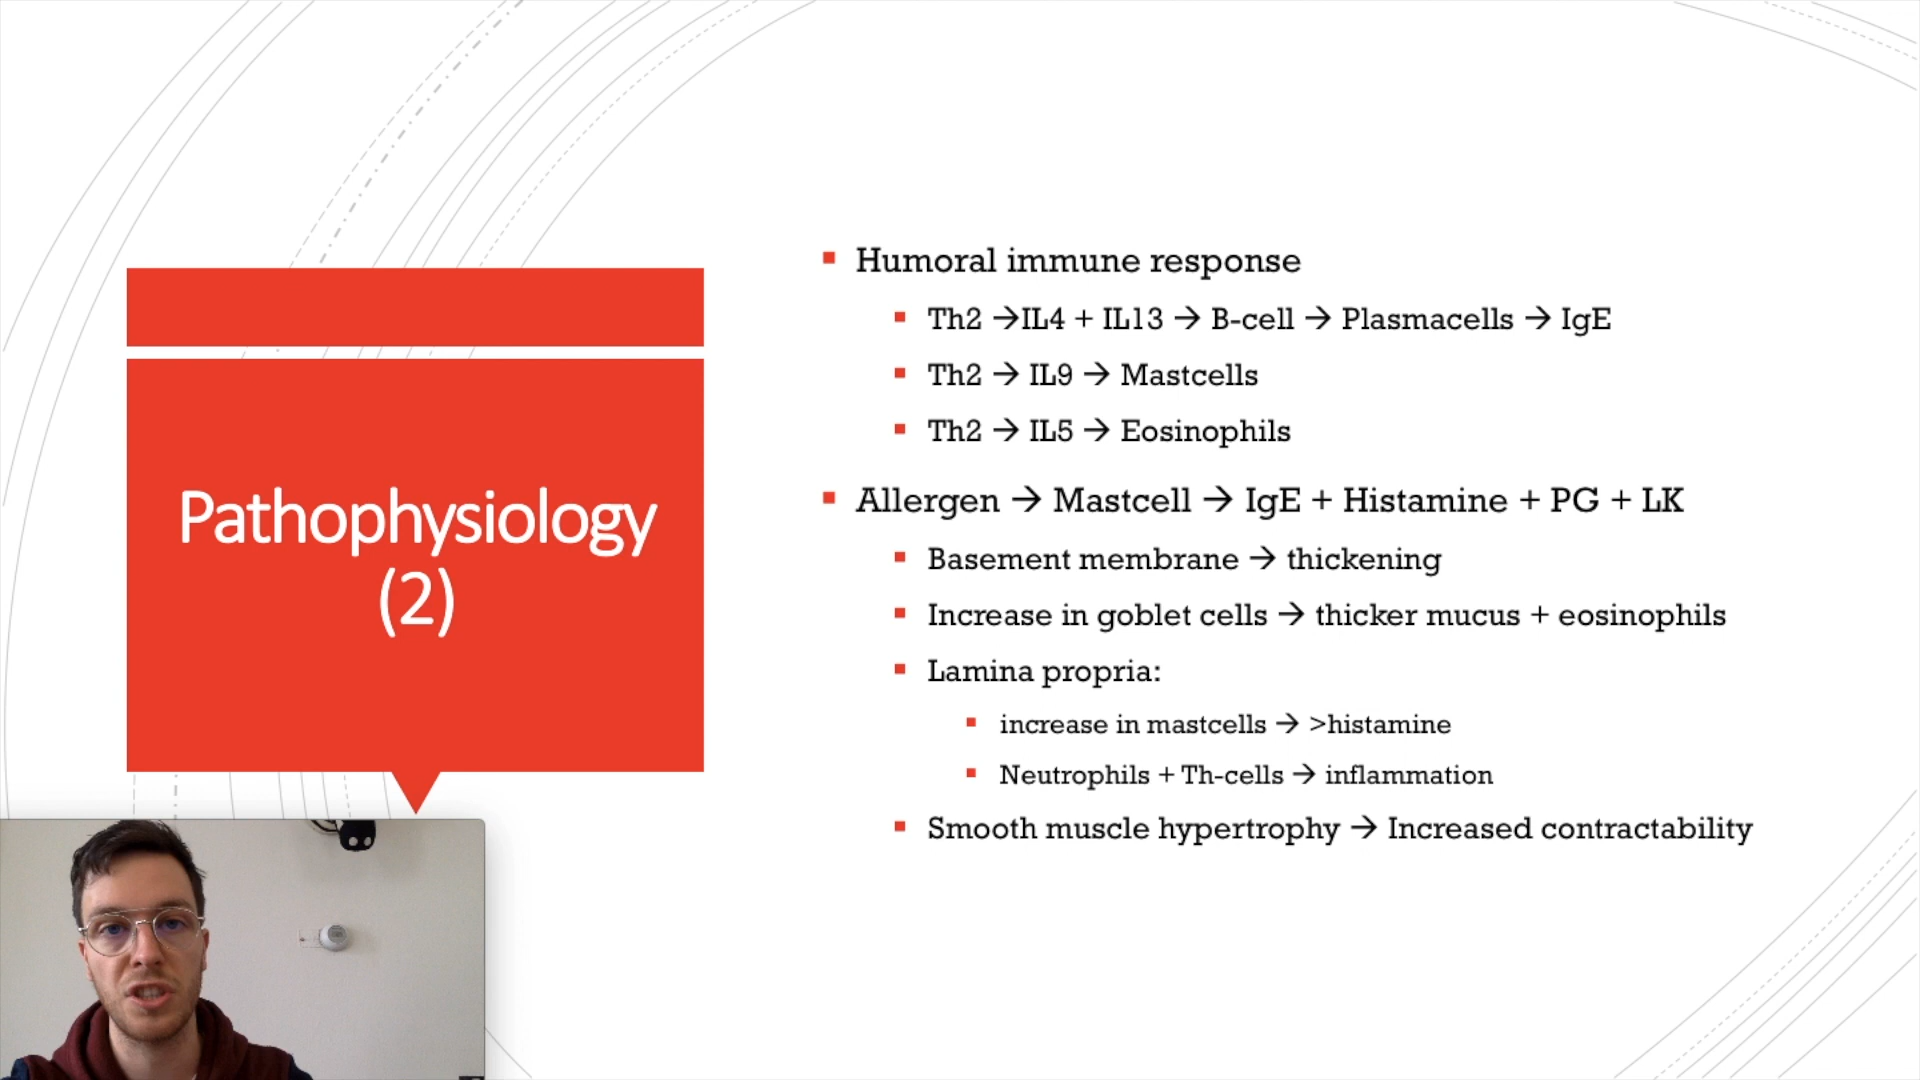 Pathophysiology
(2)
Humoral immune response
Th2 →IL4 + IL13 → B-cell → Plasmacells → IgE
Th2 → IL9 → Mastcells
Th2 → IL5 → Eosinophils
Allergen → Mastcell → IgE + Histamine + PG + LK
Basement membrane → thickening
Increase in goblet cells → thicker mucus + eosinophils
Lamina propria:
increase in mastcells → >histamine
Neutrophils + Th-cells → inflammation
Smooth muscle hypertrophy → Increased contractability